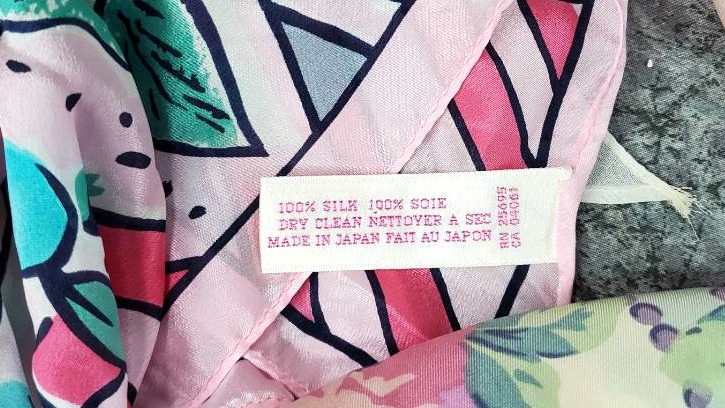 100% SILK 100% SOIE
DRY CLEAN NETTOYER A SEC
MADE IN JAPAN FAIT AU JAPON
RN 25695
CA 04061